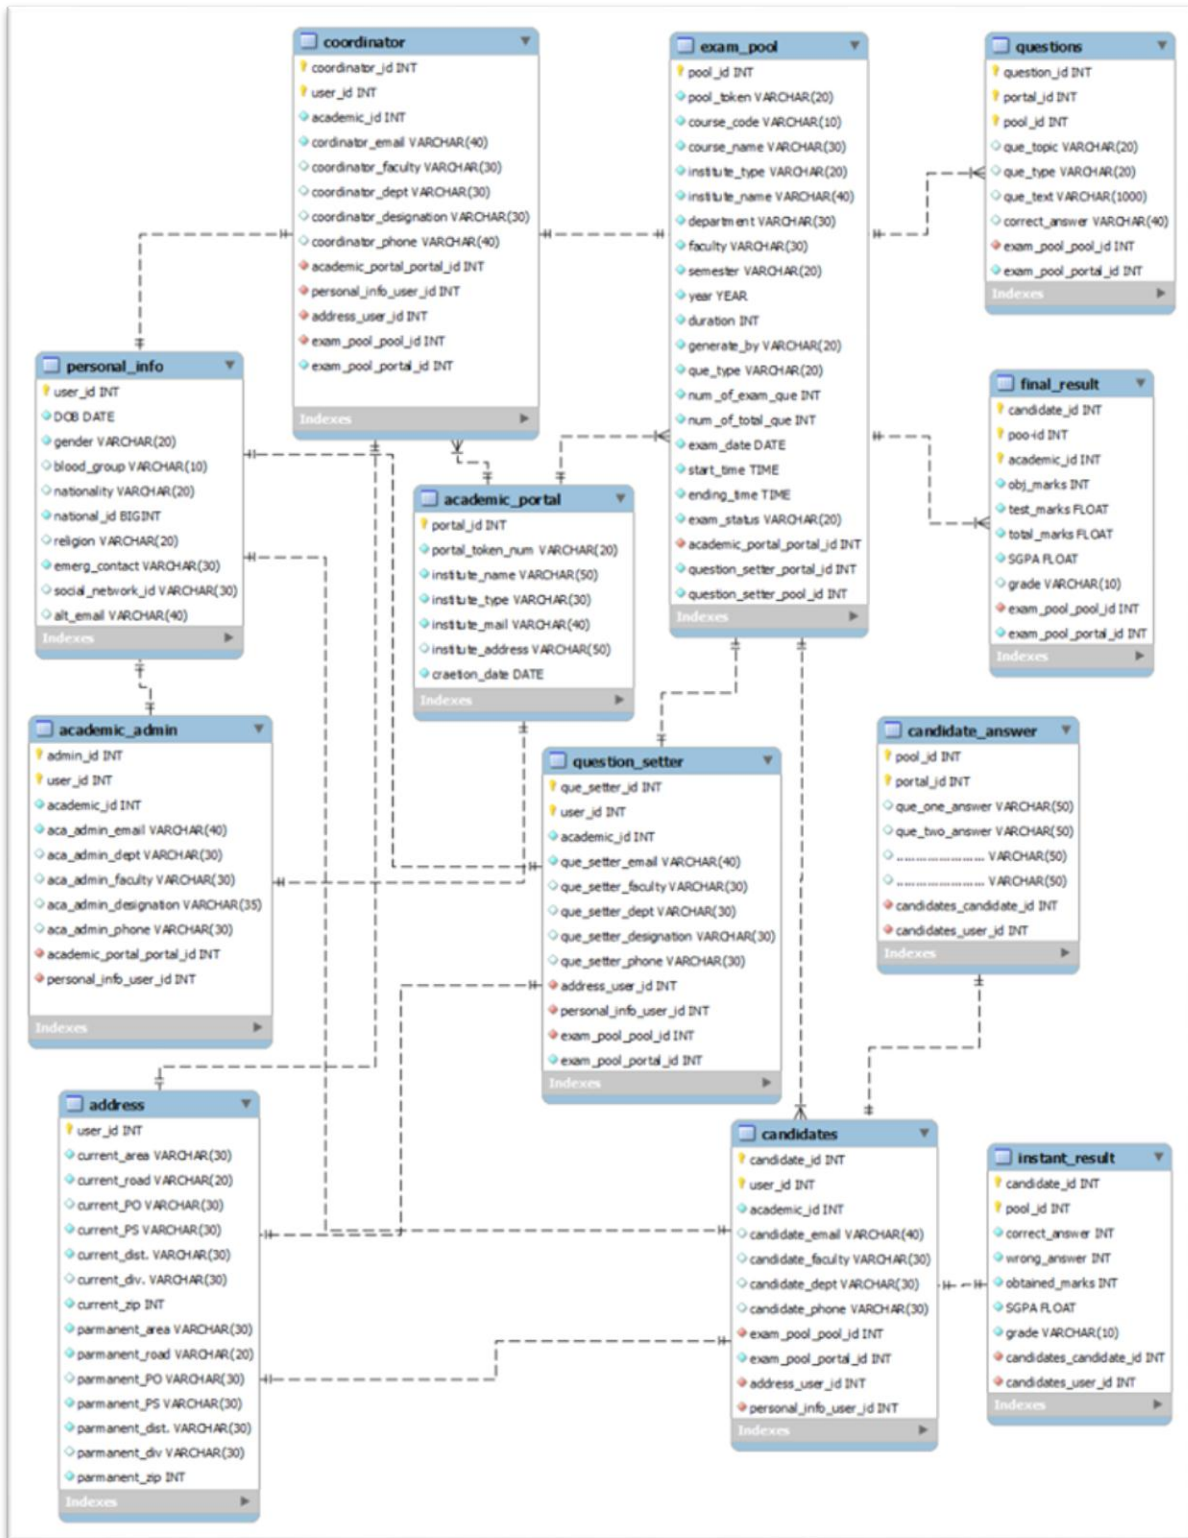 coordinator
coordinator_id INT
user_id INT
academic_id INT
cordinator_email VARCHAR(40)
coordinator_faculty VARCHAR(30)
coordinator_dept VARCHAR(30)
coordinator_designation VARCHAR(30)
coordinator_phone VARCHAR(40)
academic_portal_portal_id INT
personal_info_user_id INT
address_user_id INT
exam_pool_pool_id INT
exam_pool_portal_id INT
Indexes
exam_pool
pool_id INT
pool_token VARCHAR(20)
course_code VARCHAR(10)
course_name VARCHAR(30)
institute_type VARCHAR(20)
institute_name VARCHAR(40)
department VARCHAR(30)
faculty VARCHAR(30)
semester VARCHAR(20)
year YEAR
duration INT
generate_by VARCHAR(20)
que_type VARCHAR(20)
num_of_exam_que INT
num_of_total_que INT
exam_date DATE
start_time TIME
ending_time TIME
exam_status VARCHAR(20)
academic_portal_portal_id INT
question_setter_portal_id INT
question_setter_pool_id INT
Indexes
questions
question_id INT
portal_id INT
pool_id INT
que_topic VARCHAR(20)
que_type VARCHAR(20)
que_text VARCHAR(1000)
correct_answer VARCHAR(40)
exam_pool_pool_id INT
exam_pool_portal_id INT
Indexes
personal_info
user_id INT
DOB DATE
gender VARCHAR(20)
blood_group VARCHAR(10)
nationality VARCHAR(20)
national_id BIGINT
religion VARCHAR(20)
emerg_contact VARCHAR(30)
social_network_id VARCHAR(30)
alt_email VARCHAR(40)
Indexes
final_result
candidate_id INT
poo-id INT
academic_id INT
obj_marks INT
test_marks FLOAT
total_marks FLOAT
SGPA FLOAT
grade VARCHAR(10)
exam_pool_pool_id INT
exam_pool_portal_id INT
Indexes
academic_portal
portal_id INT
portal_token_num VARCHAR(20)
institute_name VARCHAR(50)
institute_type VARCHAR(30)
institute_mail VARCHAR(40)
institute_address VARCHAR(50)
craetion_date DATE
Indexes
academic_admin
admin_id INT
user_id INT
academic_id INT
aca_admin_email VARCHAR(40)
aca_admin_dept VARCHAR(30)
aca_admin_faculty VARCHAR(30)
aca_admin_designation VARCHAR(35)
aca_admin_phone VARCHAR(30)
academic_portal_portal_id INT
personal_info_user_id INT
Indexes
question_setter
que_setter_id INT
user_id INT
academic_id INT
que_setter_email VARCHAR(40)
que_setter_faculty VARCHAR(30)
que_setter_dept VARCHAR(30)
que_setter_designation VARCHAR(30)
que_setter_phone VARCHAR(30)
address_user_id INT
personal_info_user_id INT
exam_pool_pool_id INT
exam_pool_portal_id INT
Indexes
candidate_answer
pool_id INT
portal_id INT
que_one_answer VARCHAR(50)
que_two_answer VARCHAR(50)
...................... VARCHAR(50)
...................... VARCHAR(50)
candidates_candidate_id INT
candidates_user_id INT
Indexes
address
user_id INT
current_area VARCHAR(30)
current_road VARCHAR(20)
current_PO VARCHAR(30)
current_PS VARCHAR(30)
current_dist. VARCHAR(30)
current_div. VARCHAR(30)
current_zip INT
parmanent_area VARCHAR(30)
parmanent_road VARCHAR(20)
parmanent_PO VARCHAR(30)
parmanent_PS VARCHAR(30)
parmanent_dist. VARCHAR(30)
parmanent_div VARCHAR(30)
parmanent_zip INT
Indexes
candidates
candidate_id INT
user_id INT
academic_id INT
candidate_email VARCHAR(40)
candidate_faculty VARCHAR(30)
candidate_dept VARCHAR(30)
candidate_phone VARCHAR(30)
exam_pool_pool_id INT
exam_pool_portal_id INT
address_user_id INT
personal_info_user_id INT
Indexes
instant_result
candidate_id INT
pool_id INT
correct_answer INT
wrong_answer INT
obtained_marks INT
SGPA FLOAT
grade VARCHAR(10)
candidates_candidate_id INT
candidates_user_id INT
Indexes